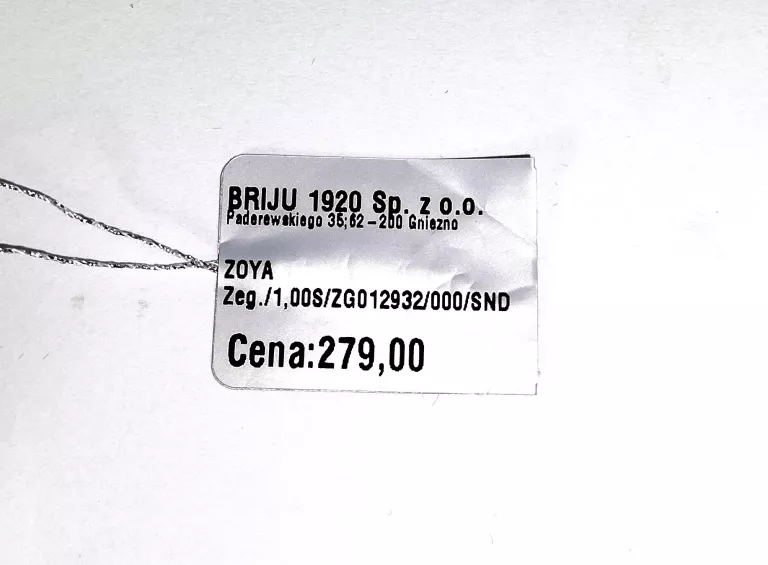 BRIJU 1920 Sp. z o.o.
Paderewskiego 35;62-200 Gniezno
ZOYA
Zeg./1,00S/ZG012932/000/SND
Cena:279,00